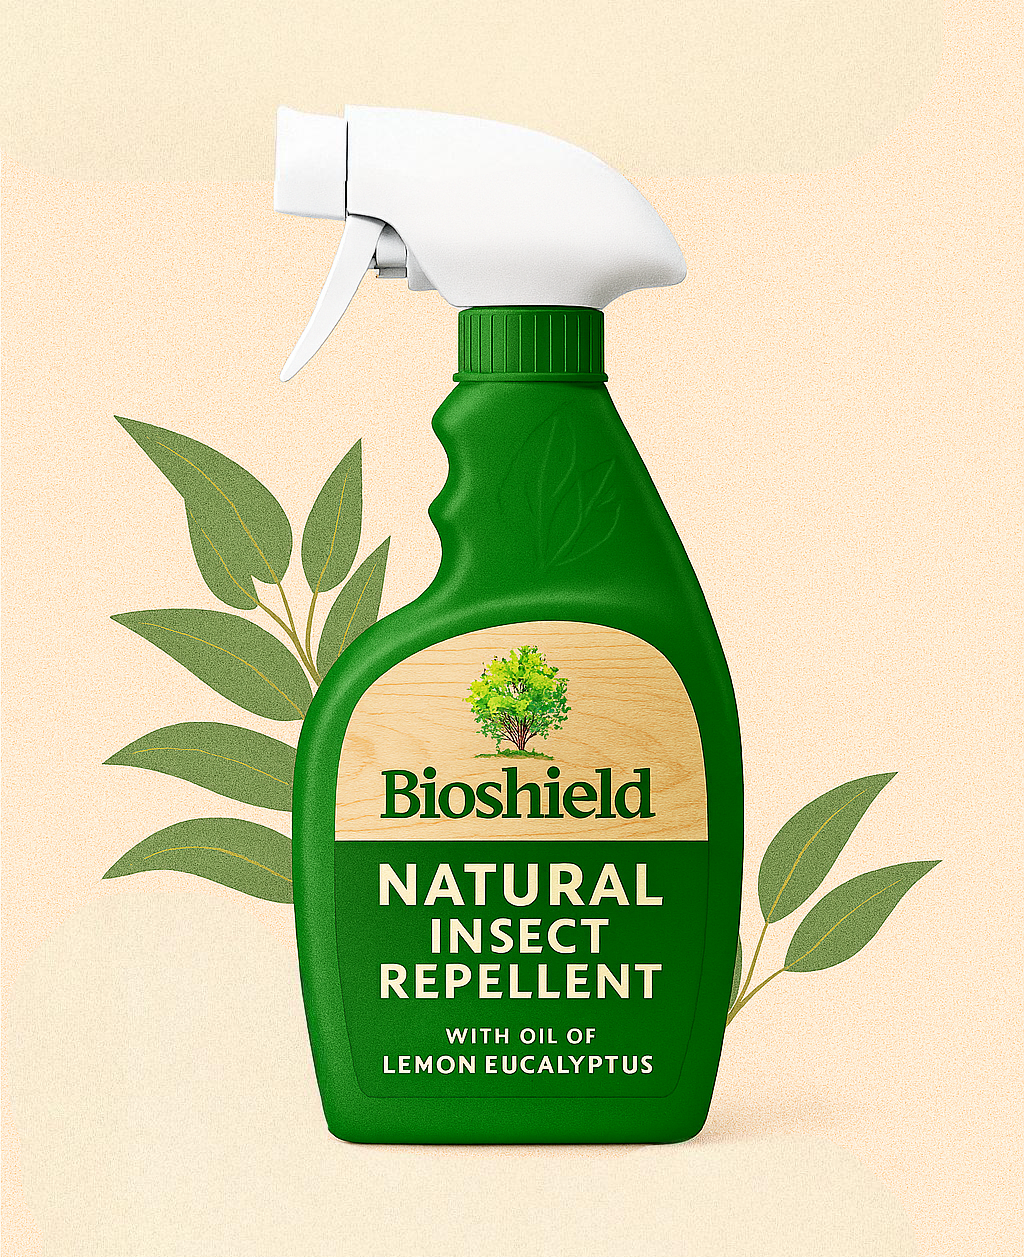 Bioshield
NATURAL
INSECT
REPELLENT
WITH OIL OF
LEMON EUCALYPTUS